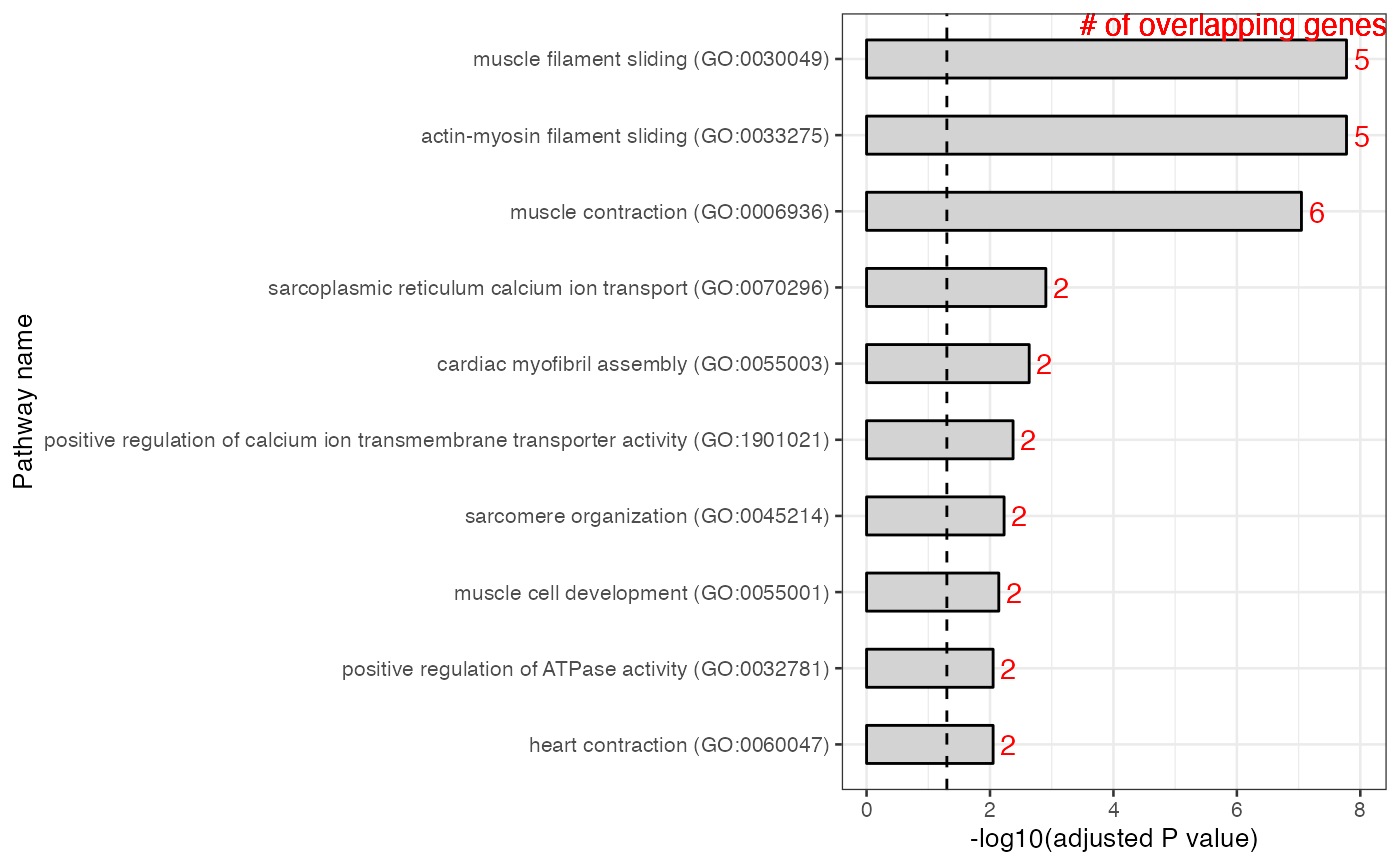 # of overlapping genes
muscle filament sliding (GO:0030049) 5
actin-myosin filament sliding (GO:0033275) 5
muscle contraction (GO:0006936) 6
sarcoplasmic reticulum calcium ion transport (GO:0070296) 2
cardiac myofibril assembly (GO:0055003) 2
positive regulation of calcium ion transmembrane transporter activity (GO:1901021) 2
sarcomere organization (GO:0045214) 2
muscle cell development (GO:0055001) 2
positive regulation of ATPase activity (GO:0032781) 2
heart contraction (GO:0060047) 2
Pathway name
0 2 4 6 8
-log10(adjusted P value)